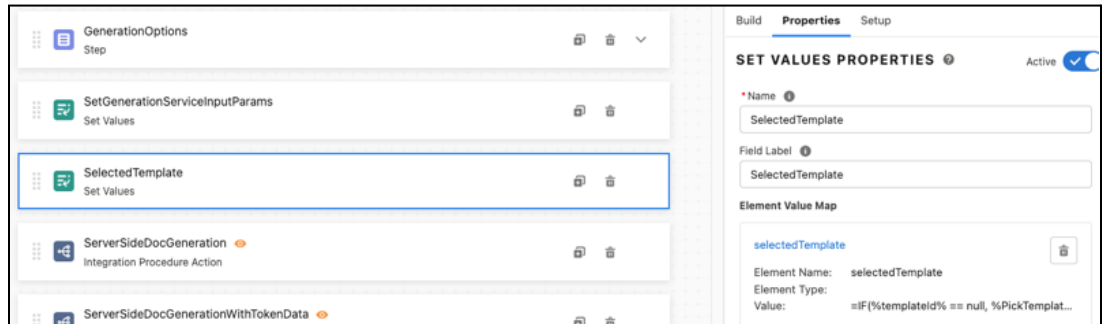 GenerationOptions
Step
SetGenerationServiceInputParams
Set Values
SelectedTemplate
Set Values
ServerSideDocGeneration
Integration Procedure Action
ServerSideDocGenerationWithTokenData
Build Properties Setup
SET VALUES PROPERTIES
Active
*Name
SelectedTemplate
Field Label
SelectedTemplate
Element Value Map
selectedTemplate
Element Name: selectedTemplate
Element Type:
Value: =IF(%templateId% == null, %PickTemplat...